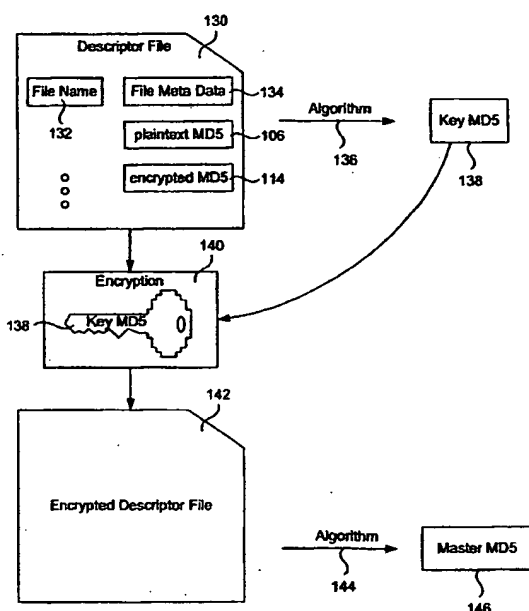 130
Descriptor File
File Name
132
File Meta Data
134
plaintext MD5
106
encrypted MD5
114
Algorithm
136
Key MD5
138
140
Encryption
138
Key MD5
142
Encrypted Descriptor File
Algorithm
144
Master MD5
146